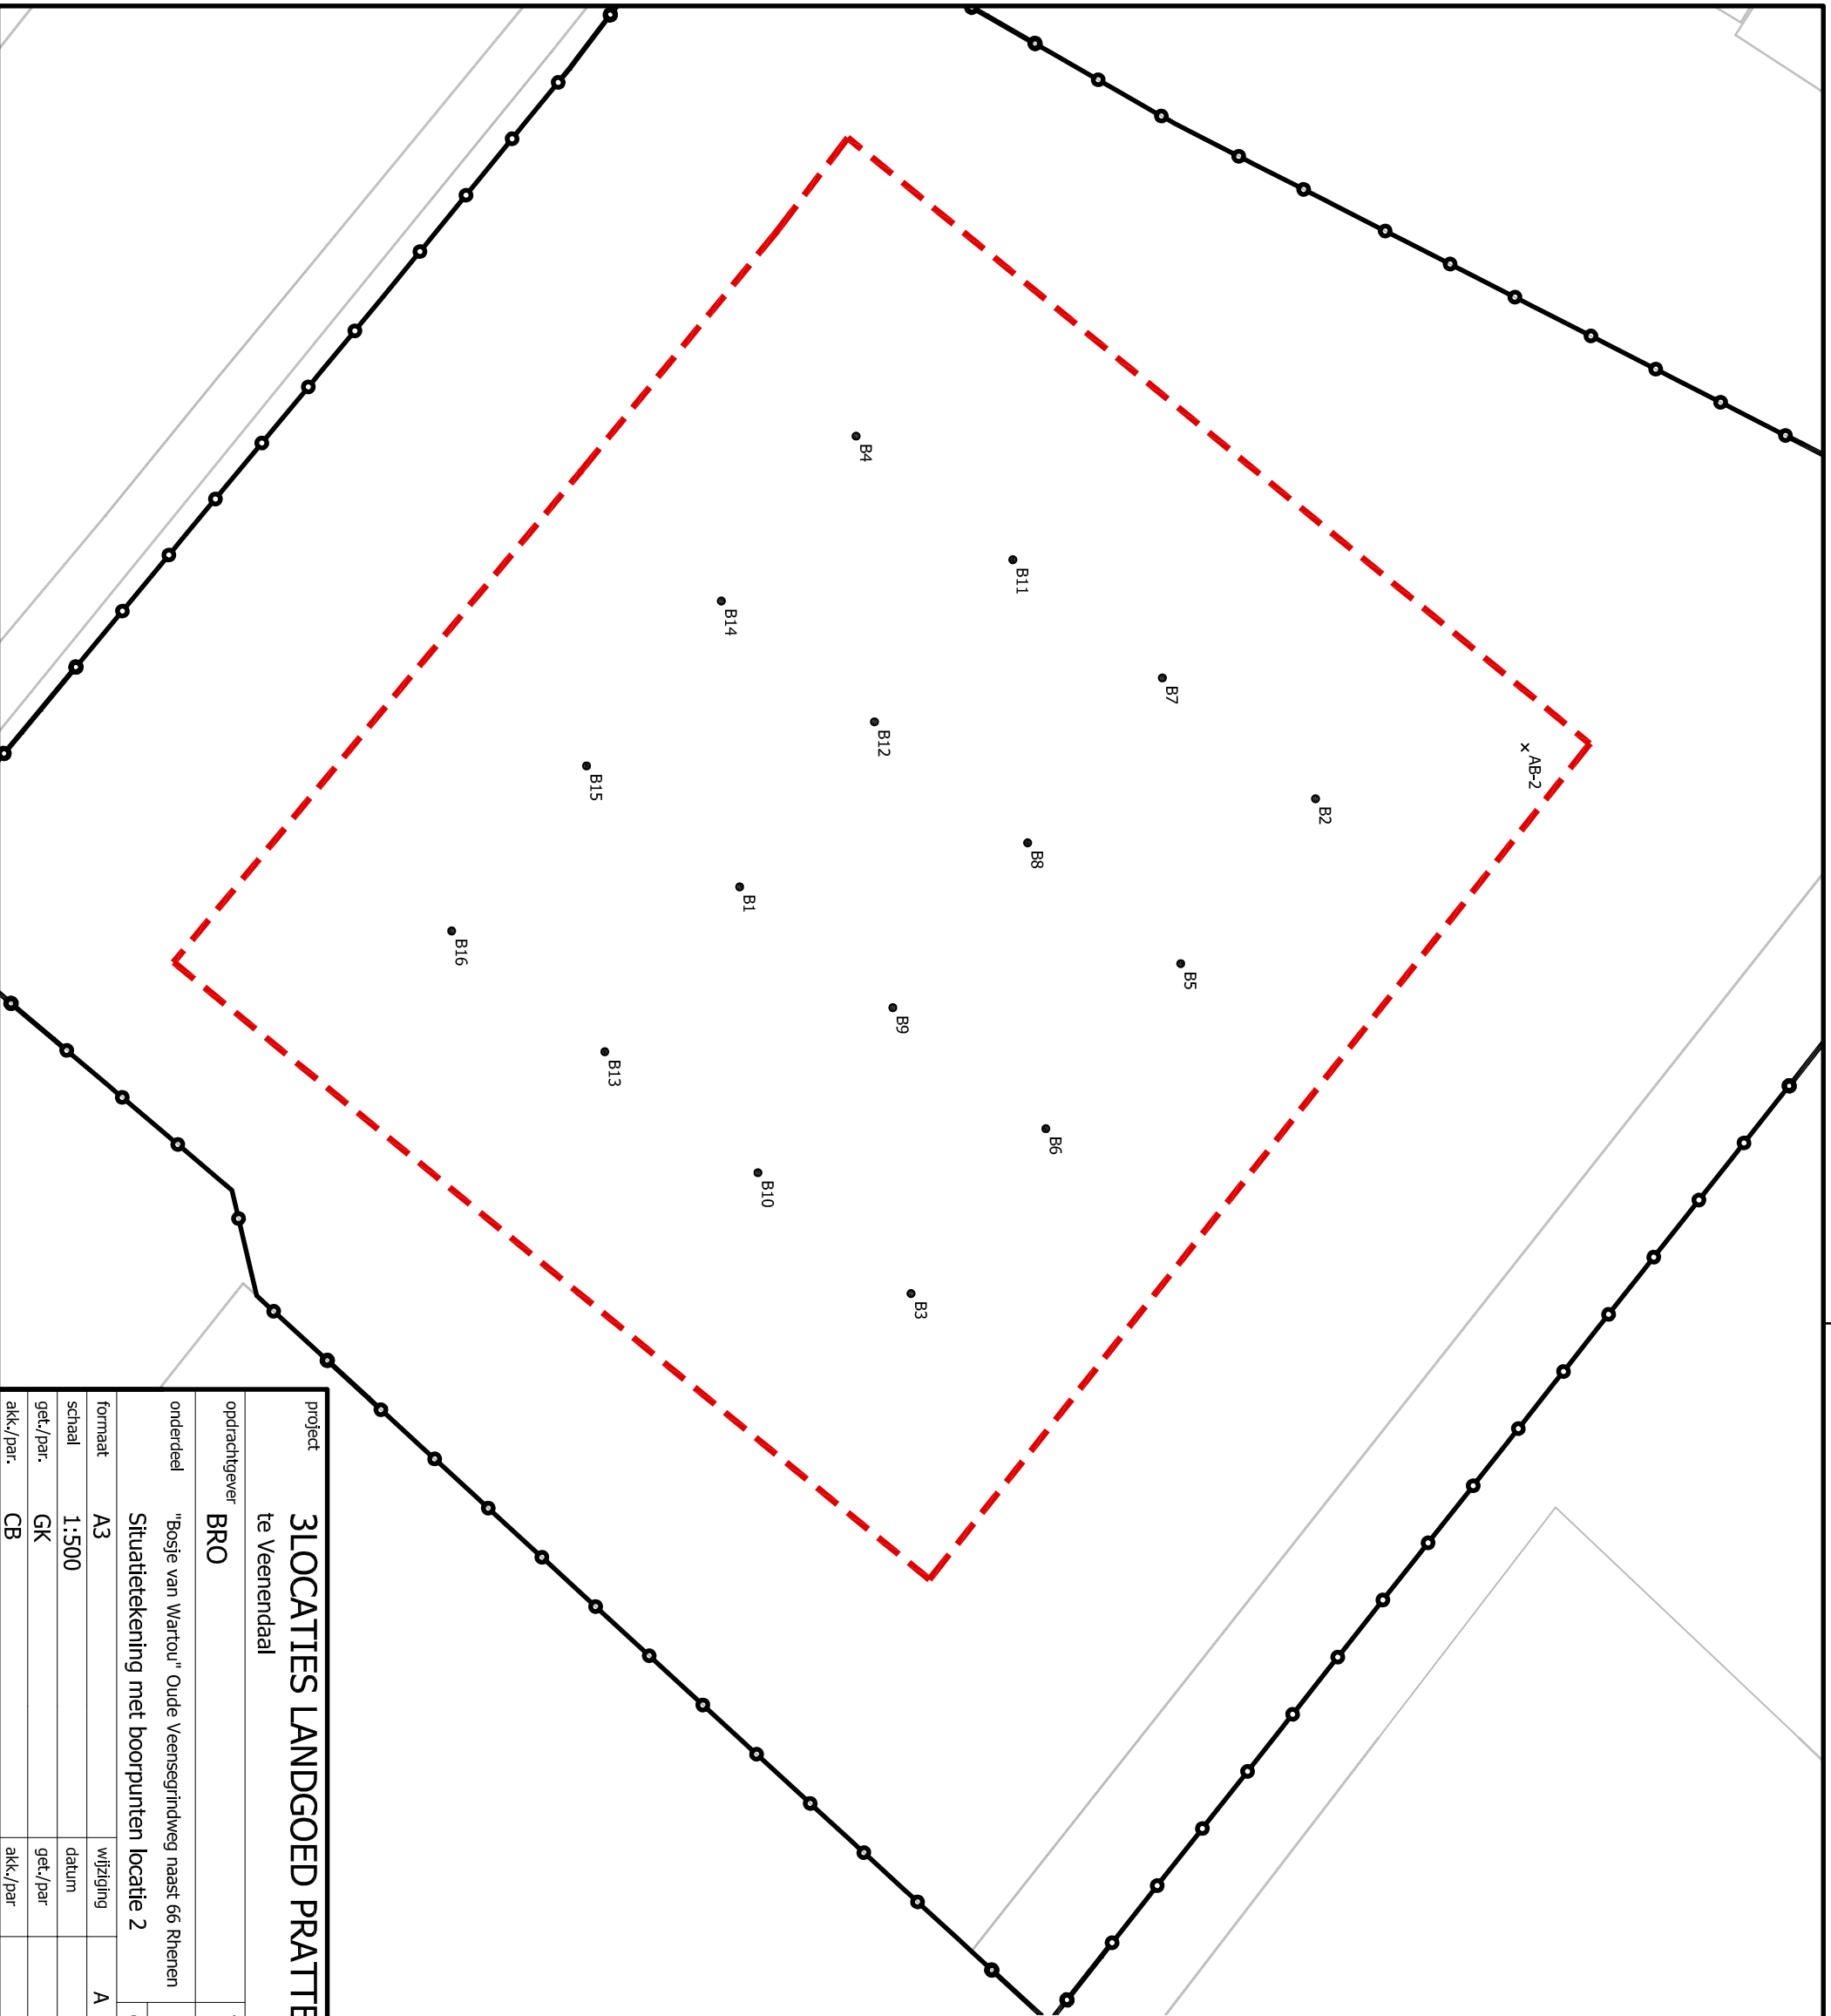 B4
B11
B14
B7
B12
AB-2
B15
B2
B8
B1
B16
B5
B9
B13
B6
B10
B3
project
3LOCATIES LANDGOED PRATTE
te Veenendaal
opdrachtgever BRO
onderdeel "Bosje van Wartou" Oude Veensegrindweg naast 66 Rhenen
Situatietekening met boorpunten locatie 2
formaat A3 wijziging A
schaal 1:500 datum
get./par. GK get./par
akk./par. CB akk./par